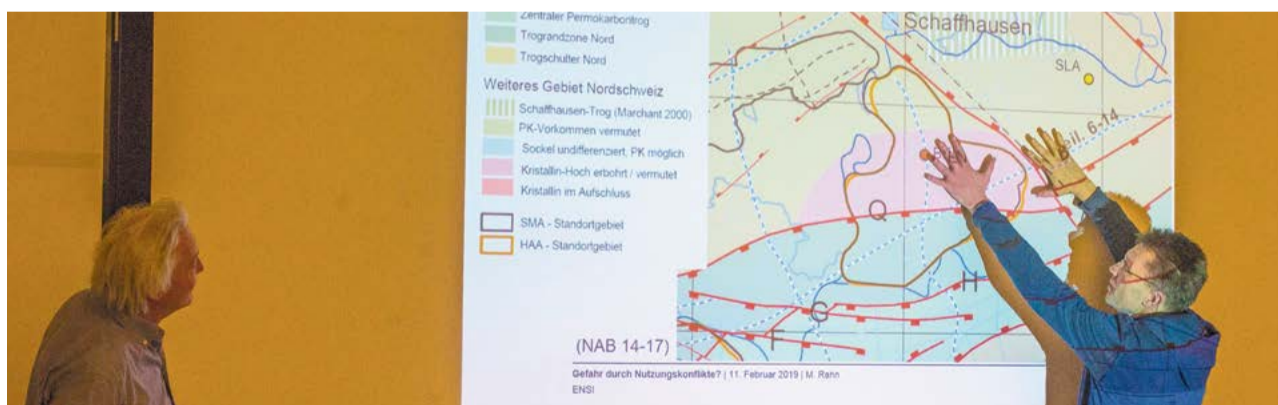 Zentraler Permokarbontrog
Trograndzone Nord
Trogschulter Nord
Weiteres Gebiet Nordschweiz
Schaffhausen-Trog (Marchant 2000)
PK-Vorkommen vermutet
Sockel undifferenziert, PK möglich
Kristallin-Hoch erbohrt / vermutet
Kristallin im Aufschluss
SMA - Standortgebiet
HAA - Standortgebiet
(NAB 14-17)
Gefahr durch Nutzungskonflikte? | 11. Februar 2019 | M. Rahn
ENSI
Schaffhausen
SLA
6-14
Q
H
G
F